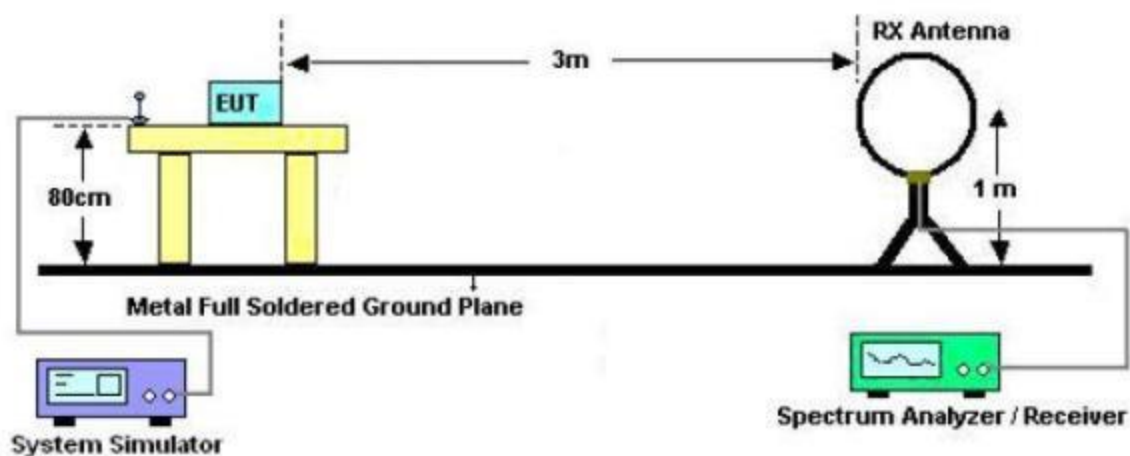 RX Antenna
3m
EUT
80cm
1 m
Metal Full Soldered Ground Plane
Spectrum Analyzer / Receiver
System Simulator